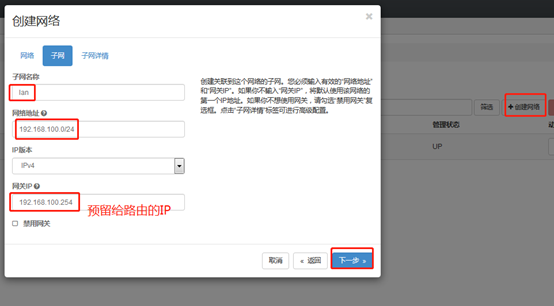 创建网络
×
网络 子网 子网详情
子网名称
lan
网络地址
192.168.100.0/24
IP版本
IPv4
网关IP
192.168.100.254
预留给路由的IP
禁用网关
创建关联到这个网络的子网。您必须输入有效的“网络地址”
和“网关IP”。如果你不输入“网关IP”，将默认使用该网络的
第一个IP地址。如果你不想使用网关，请勾选“禁用网关”复
选框。点击“子网详情”标签可进行高级配置。
取消 « 返回 下一步 »
筛选 +创建网络
管理状态
UP